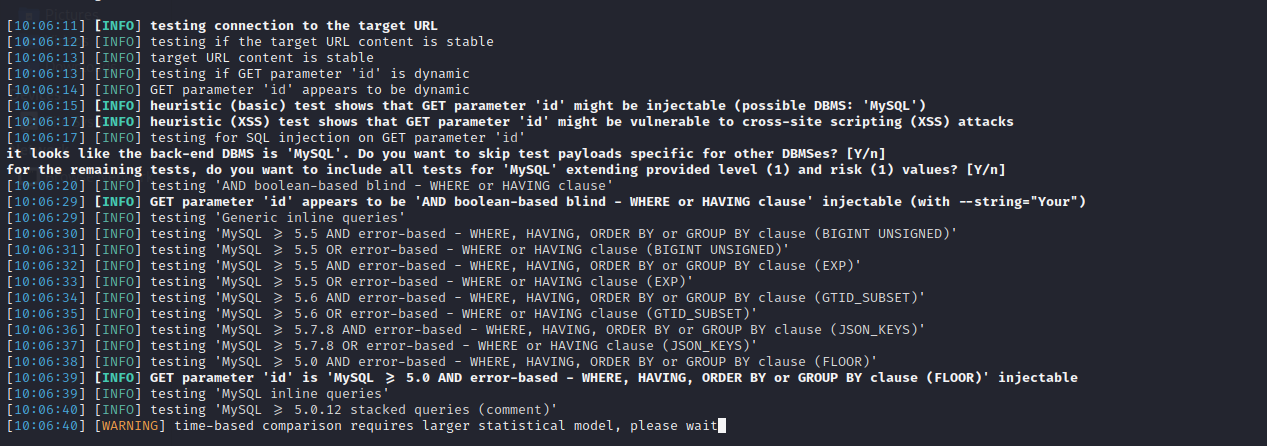 [10:06:11] [INFO] testing connection to the target URL
[10:06:12] [INFO] testing if the target URL content is stable
[10:06:13] [INFO] target URL content is stable
[10:06:13] [INFO] testing if GET parameter 'id' is dynamic
[10:06:14] [INFO] GET parameter 'id' appears to be dynamic
[10:06:15] [INFO] heuristic (basic) test shows that GET parameter 'id' might be injectable (possible DBMS: 'MySQL')
[10:06:17] [INFO] heuristic (XSS) test shows that GET parameter 'id' might be vulnerable to cross-site scripting (XSS) attacks
[10:06:17] [INFO] testing for SQL injection on GET parameter 'id'
it looks like the back-end DBMS is 'MySQL'. Do you want to skip test payloads specific for other DBMSes? [Y/n]
for the remaining tests, do you want to include all tests for 'MySQL' extending provided level (1) and risk (1) values? [Y/n]
[10:06:20] [INFO] testing 'AND boolean-based blind - WHERE or HAVING clause'
[10:06:29] [INFO] GET parameter 'id' appears to be 'AND boolean-based blind - WHERE or HAVING clause' injectable (with --string="Your")
[10:06:29] [INFO] testing 'Generic inline queries'
[10:06:30] [INFO] testing 'MySQL ≥ 5.5 AND error-based - WHERE, HAVING, ORDER BY or GROUP BY clause (BIGINT UNSIGNED)'
[10:06:31] [INFO] testing 'MySQL ≥ 5.5 OR error-based - WHERE or HAVING clause (BIGINT UNSIGNED)'
[10:06:32] [INFO] testing 'MySQL ≥ 5.5 AND error-based - WHERE, HAVING, ORDER BY or GROUP BY clause (EXP)'
[10:06:33] [INFO] testing 'MySQL ≥ 5.5 OR error-based - WHERE or HAVING clause (EXP)'
[10:06:34] [INFO] testing 'MySQL ≥ 5.6 AND error-based - WHERE, HAVING, ORDER BY or GROUP BY clause (GTID_SUBSET)'
[10:06:35] [INFO] testing 'MySQL ≥ 5.6 OR error-based - WHERE or HAVING clause (GTID_SUBSET)'
[10:06:36] [INFO] testing 'MySQL ≥ 5.7.8 AND error-based - WHERE, HAVING, ORDER BY or GROUP BY clause (JSON_KEYS)'
[10:06:37] [INFO] testing 'MySQL ≥ 5.7.8 OR error-based - WHERE or HAVING clause (JSON_KEYS)'
[10:06:38] [INFO] testing 'MySQL ≥ 5.0 AND error-based - WHERE, HAVING, ORDER BY or GROUP BY clause (FLOOR)'
[10:06:39] [INFO] GET parameter 'id' is 'MySQL ≥ 5.0 AND error-based - WHERE, HAVING, ORDER BY or GROUP BY clause (FLOOR)' injectable
[10:06:39] [INFO] testing 'MySQL inline queries'
[10:06:40] [INFO] testing 'MySQL ≥ 5.0.12 stacked queries (comment)'
[10:06:40] [WARNING] time-based comparison requires larger statistical model, please wait